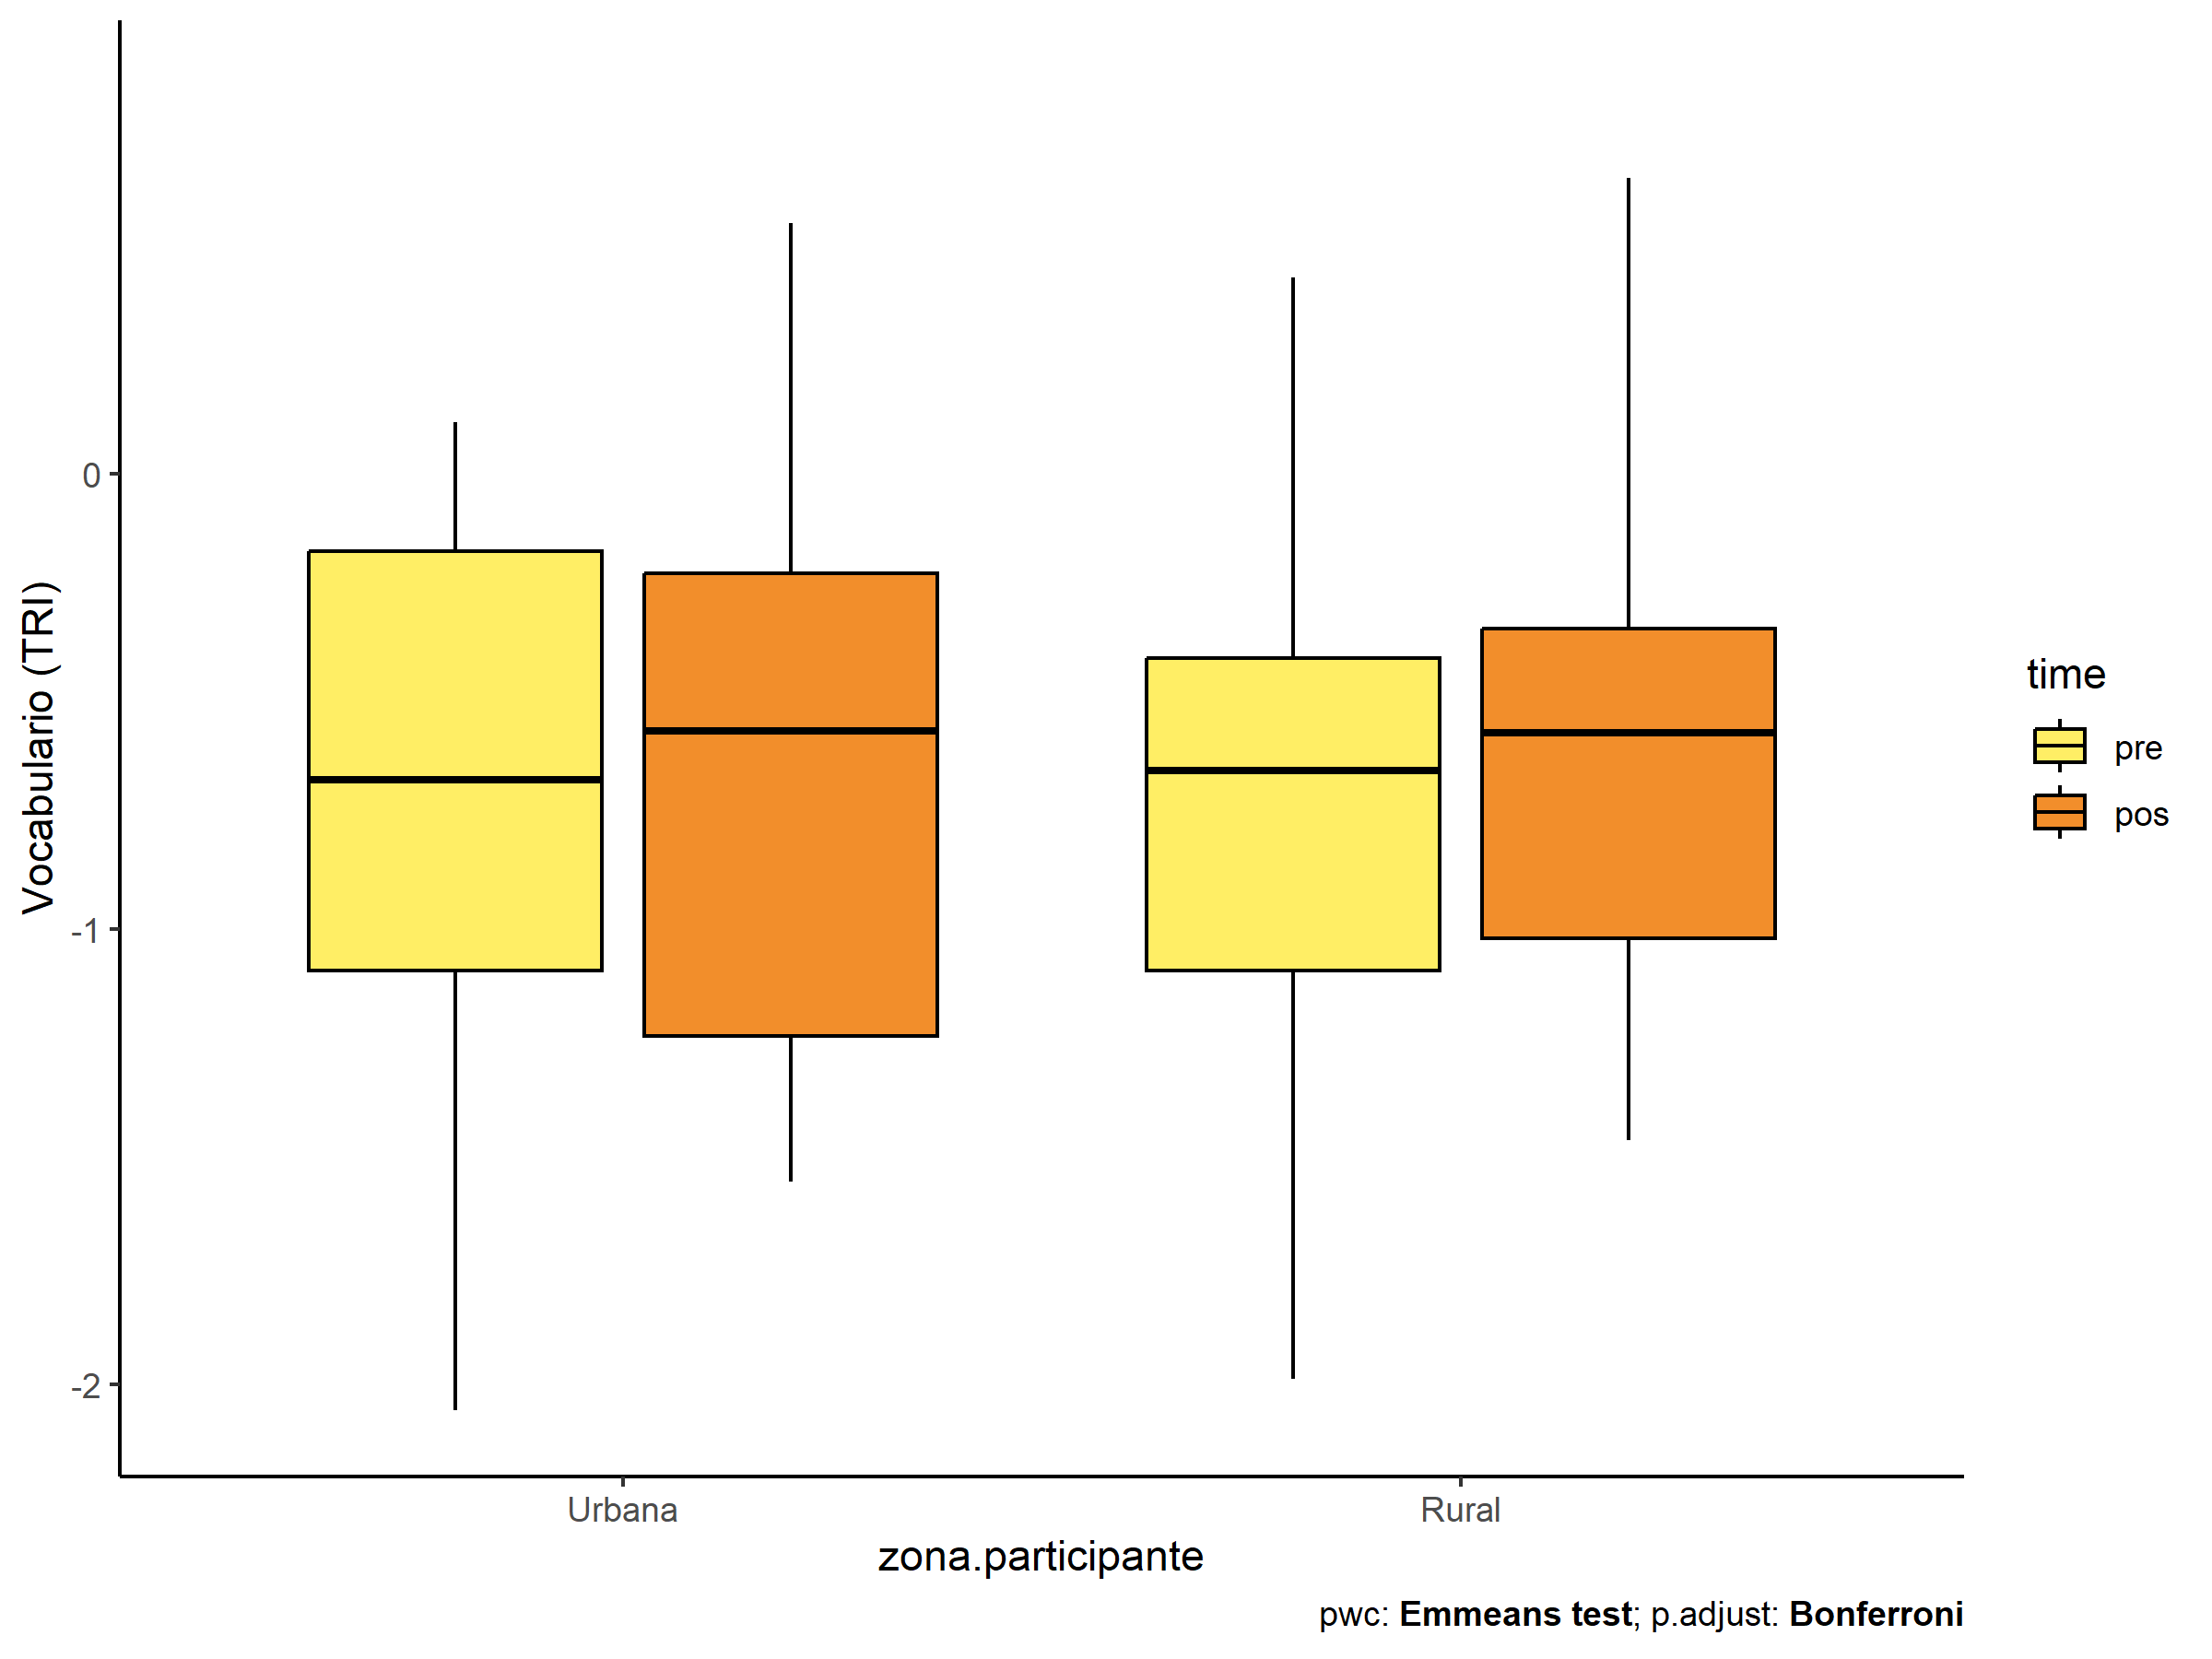 Vocabulario (TRI)
0
-1
-2
Urbana
Rural
zona.participante
time
pre
pos
pwc: Emmeans test; p.adjust: Bonferroni